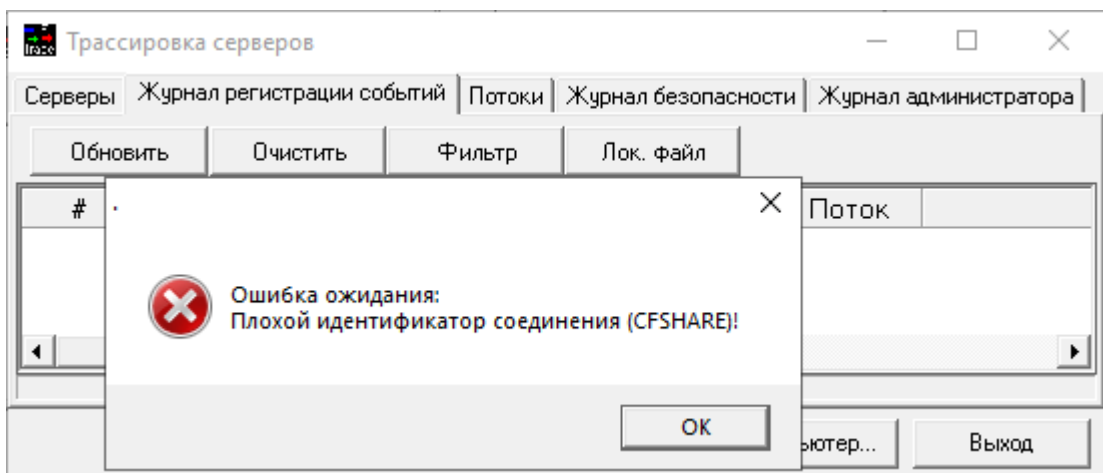 Трассировка серверов
Серверы Журнал регистрации событий Потоки Журнал безопасности Журнал администратора
Обновить Очистить Фильтр Лок. файл
# . Поток
Ошибка ожидания:
Плохой идентификатор соединения (CFSHARE)!
OK
ьютер... Выход